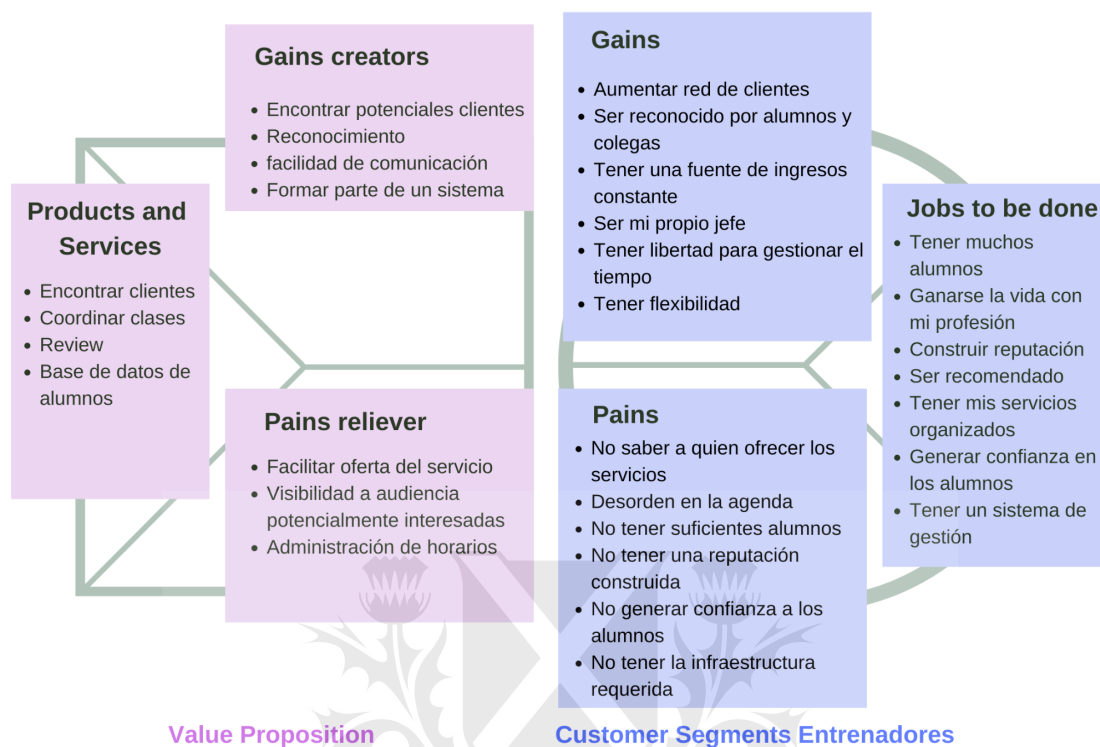 Gains creators
• Encontrar potenciales clientes
• Reconocimiento
• facilidad de comunicación
• Formar parte de un sistema
Products and
Services
• Encontrar clientes
• Coordinar clases
• Review
• Base de datos de
alumnos
Pains reliever
• Facilitar oferta del servicio
• Visibilidad a audiencia
potencialmente interesadas
• Administración de horarios
Value Proposition
Gains
• Aumentar red de clientes
• Ser reconocido por alumnos y
colegas
• Tener una fuente de ingresos
constante
• Ser mi propio jefe
• Tener libertad para gestionar el
tiempo
• Tener flexibilidad
Jobs to be done
• Tener muchos
alumnos
• Ganarse la vida con
mi profesión
• Construir reputación
• Ser recomendado
• Tener mis servicios
organizados
• Generar confianza en
los alumnos
• Tener un sistema de
gestión
Pains
• No saber a quien ofrecer los
servicios
• Desorden en la agenda
• No tener suficientes alumnos
• No tener una reputación
construida
• No generar confianza a los
alumnos
• No tener la infraestructura
requerida
Customer Segments Entrenadores